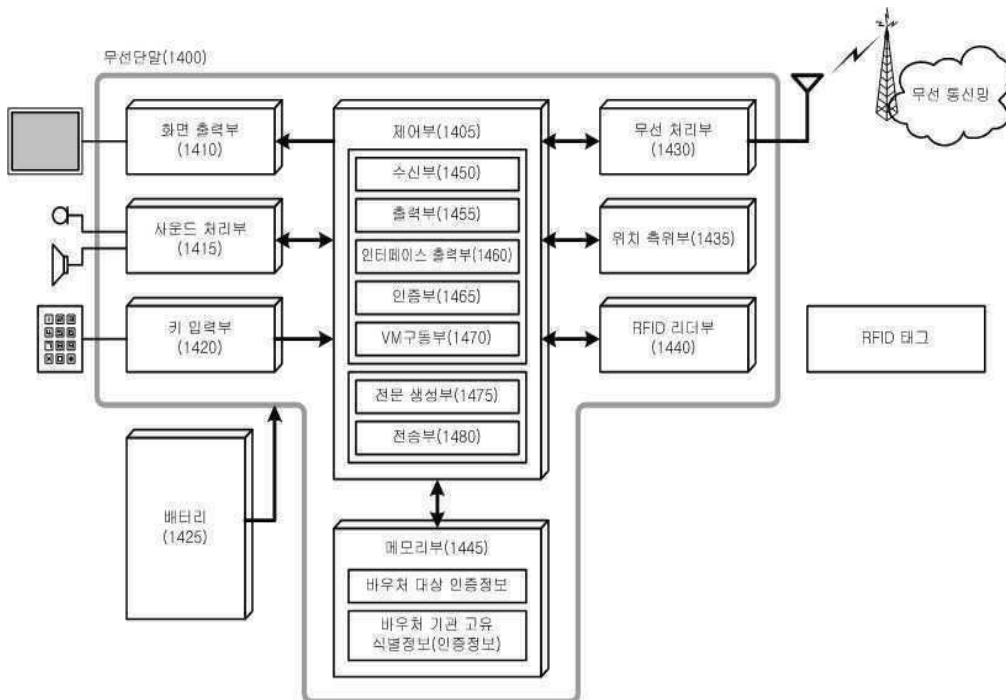 무선단말(1400)
화면 출력부
(1410)
사운드 처리부
(1415)
키 입력부
(1420)
배터리
(1425)
제어부(1405)
수신부(1450)
출력부(1455)
인터페이스 출력부(1460)
인증부(1465)
VM구동부(1470)
전문 생성부(1475)
전송부(1480)
메모리부(1445)
바우처 대상 인증정보
바우처 기관 고유
식별정보(인증정보)
무선 처리부
(1430)
위치 측위부(1435)
RFID 리더부
(1440)
무선 통신망
RFID 태그